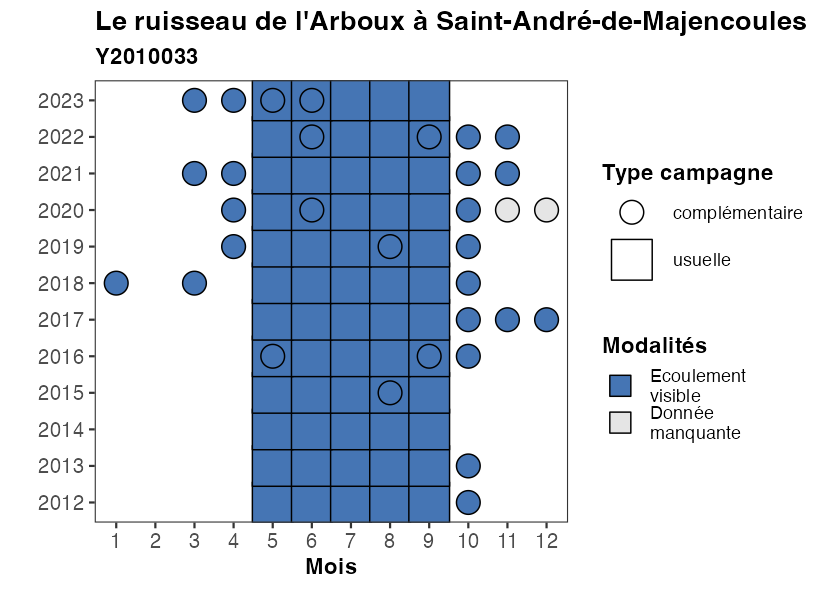 Le ruisseau de l'Arboux à Saint-André-de-Majencoules
Y2010033
2023
2022
2021
2020
2019
2018
2017
2016
2015
2014
2013
2012
1 2 3 4 5 6 7 8 9 10 11 12
Mois
Type campagne
complémentaire
usuelle
Modalités
Ecoulement
visible
Donnée
manquante